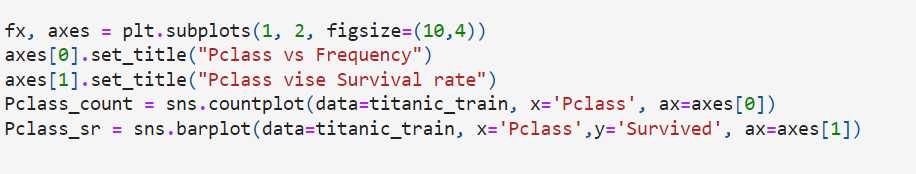 fx, axes = plt.subplots(1, 2, figsize=(10,4))
axes[0].set_title("Pclass vs Frequency")
axes[1].set_title("Pclass vise Survival rate")
Pclass_count = sns.countplot(data=titanic_train, x='Pclass', ax=axes[0])
Pclass_sr = sns.barplot(data=titanic_train, x='Pclass',y='Survived', ax=axes[1])